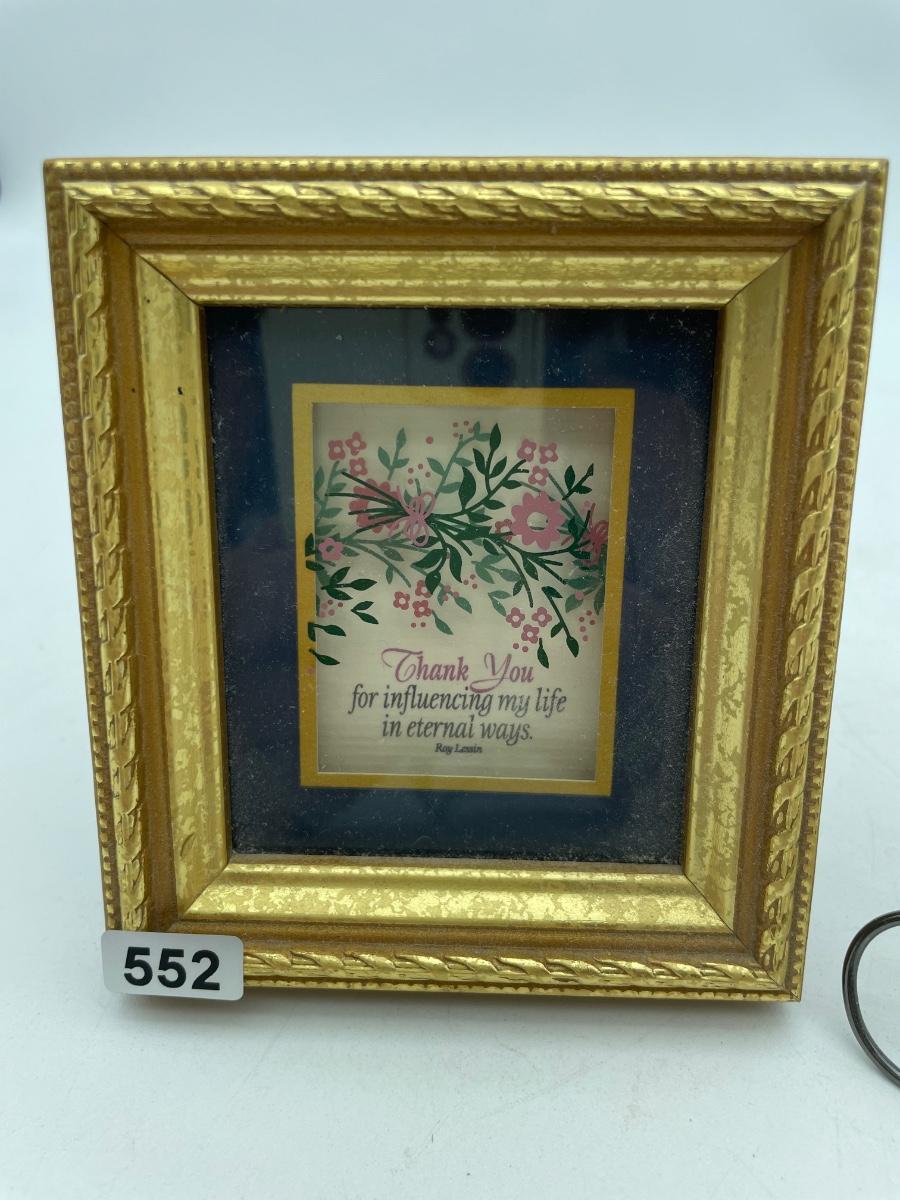 Thank You
for influencing my life
in eternal ways.
Roy Lessin
552